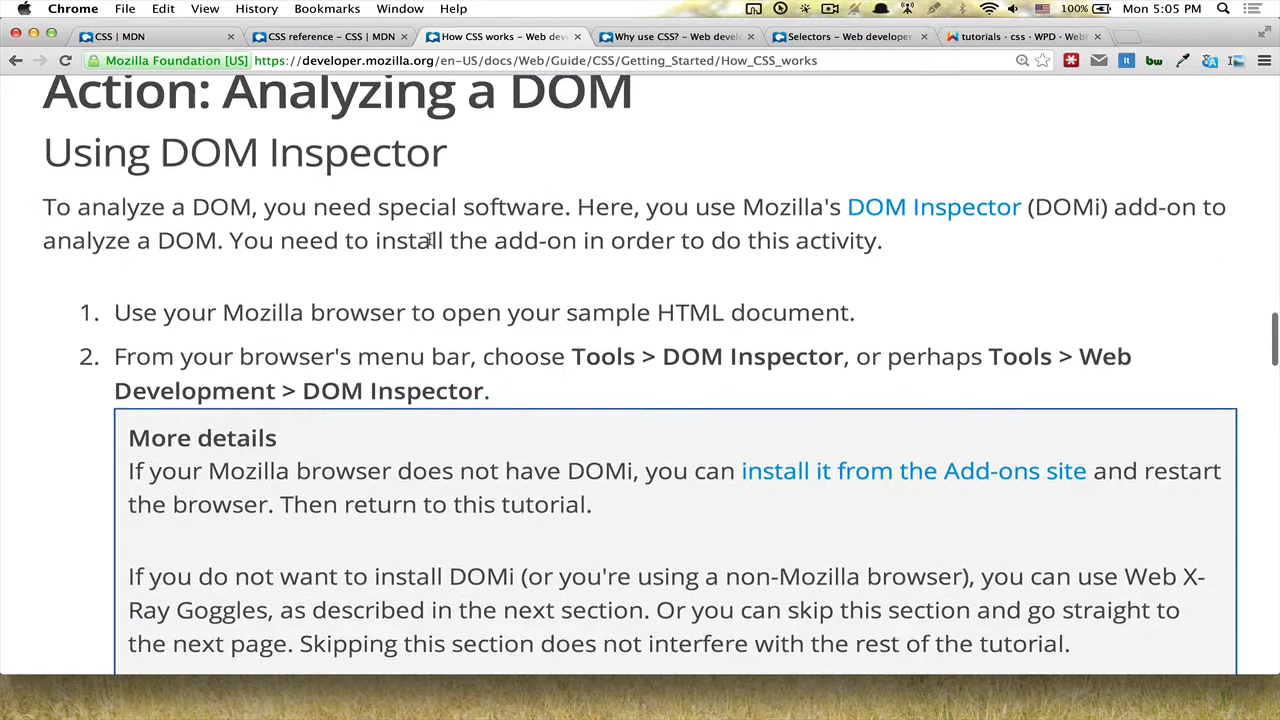 Chrome File Edit View History Bookmarks Window Help 100% Mon 5:05 PM
CSS | MDN
CSS reference – CSS | MDN
How CSS works – Web dev
Why use CSS? – Web devel
Selectors – Web developer
tutorials · css · WPD · Web
Mozilla Foundation [US] https://developer.mozilla.org/en-US/docs/Web/Guide/CSS/Getting_Started/How_CSS_works
Action: Analyzing a DOM
Using DOM Inspector
To analyze a DOM, you need special software. Here, you use Mozilla's DOM Inspector (DOMi) add-on to
analyze a DOM. You need to install the add-on in order to do this activity.
1. Use your Mozilla browser to open your sample HTML document.
2. From your browser's menu bar, choose Tools > DOM Inspector, or perhaps Tools > Web
Development > DOM Inspector.
More details
If your Mozilla browser does not have DOMi, you can install it from the Add-ons site and restart
the browser. Then return to this tutorial.
If you do not want to install DOMi (or you're using a non-Mozilla browser), you can use Web X-
Ray Goggles, as described in the next section. Or you can skip this section and go straight to
the next page. Skipping this section does not interfere with the rest of the tutorial.